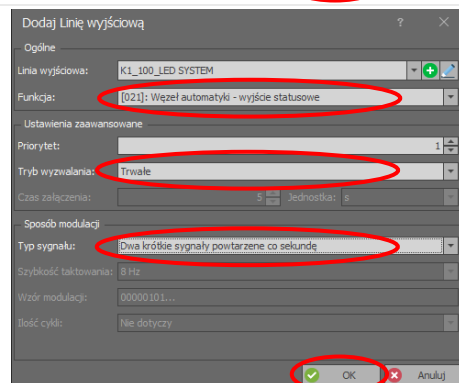 Dodaj Linię wyjściową ? ×
Ogólne
Linia wyjściowa: K1_100_LED SYSTEM
Funkcja: [021]: Węzeł automatyki - wyjście statusowe
Ustawienia zaawansowane
Priorytet: 1
Tryb wyzwalania: Trwałe
Czas załączenia: 5 Jednostka: s
Sposób modulacji
Typ sygnału: Dwa krótkie sygnały powtarzene co sekundę
Szybkość taktowania: 8 Hz
Wzór modulacji: 00000101...
Ilość cykli: Nie dotyczy
OK Anuluj